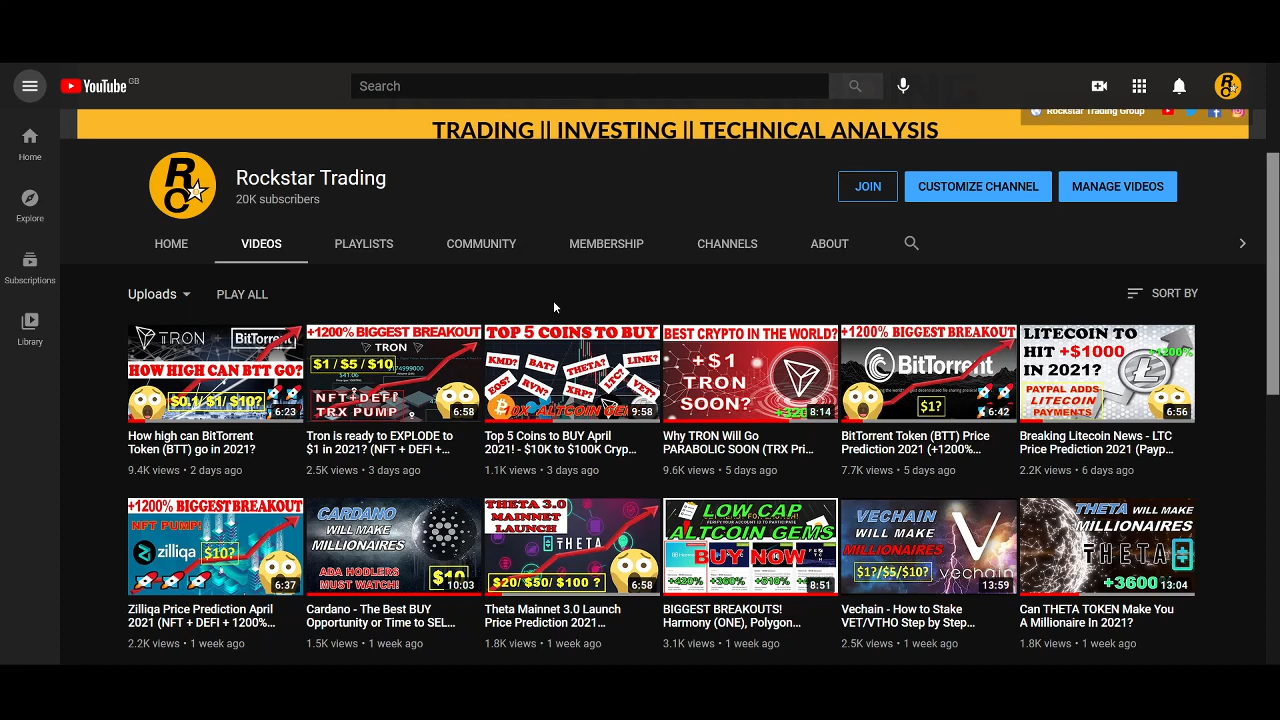 YouTube GB
Search
Rockstar Trading Group
TRADING || INVESTING || TECHNICAL ANALYSIS
Home
Explore
Subscriptions
Library
Rockstar Trading
20K subscribers
JOIN
CUSTOMIZE CHANNEL
MANAGE VIDEOS
HOME
VIDEOS
PLAYLISTS
COMMUNITY
MEMBERSHIP
CHANNELS
ABOUT
Uploads
PLAY ALL
SORT BY
TRON + BitTorrent
HOW HIGH CAN BTT GO?
$0.1/ $1/ $10?
6:23
How high can BitTorrent
Token (BTT) go in 2021?
9.4K views • 2 days ago
+1200% BIGGEST BREAKOUT
TRON
$1 / $5 / $10
NFT+DEFI
TRX PUMP
6:58
Tron is ready to EXPLODE to
$1 in 2021? (NFT + DEFI +...
2.5K views • 3 days ago
TOP 5 COINS TO BUY
KMD?
BAT?
THETA?
LINK?
EOS?
RVN?
XRP?
LTC?
VET?
9:58
Top 5 Coins to BUY April
2021! - $10K to $100K Cryp...
1.1K views • 3 days ago
BEST CRYPTO IN THE WORLD?
+$1
TRON
SOON?
8:14
Why TRON Will Go
PARABOLIC SOON (TRX Pri...
9.6K views • 5 days ago
+1200% BIGGEST BREAKOUT
BitTorrent
$1?
6:42
BitTorrent Token (BTT) Price
Prediction 2021 (+1200%...
7.7K views • 5 days ago
LITECOIN TO
HIT +$1000
IN 2021?
+1200%
PAYPAL ADDS
LITECOIN
PAYMENTS
6:56
Breaking Litecoin News - LTC
Price Prediction 2021 (Payp...
2.2K views • 6 days ago
+1200% BIGGEST BREAKOUT
NFT PUMP!
zilliqa
$10?
6:37
Zilliqa Price Prediction April
2021 (NFT + DEFI + 1200%...
2.2K views • 1 week ago
CARDANO
WILL MAKE
MILLIONAIRES
ADA HODLERS
MUST WATCH!
10:03
Cardano - The Best BUY
Opportunity or Time to SEL...
1.5K views • 1 week ago
THETA 3.0
MAINNET
LAUNCH
THETA
$20/ $50/ $100 ?
6:58
Theta Mainnet 3.0 Launch
Price Prediction 2021...
1.8K views • 1 week ago
LOW CAP
ALTCOIN GEMS
BUY NOW
8:51
BIGGEST BREAKOUTS!
Harmony (ONE), Polygon...
3.1K views • 1 week ago
VECHAIN
WILL MAKE
MILLIONAIRES
$1?/$5/$10?
vechain
13:59
Vechain - How to Stake
VET/VTHO Step by Step...
2.5K views • 1 week ago
THETA WILL MAKE
MILLIONAIRES
THETA
+3600
13:04
Can THETA TOKEN Make You
A Millionaire In 2021?
1.8K views • 1 week ago